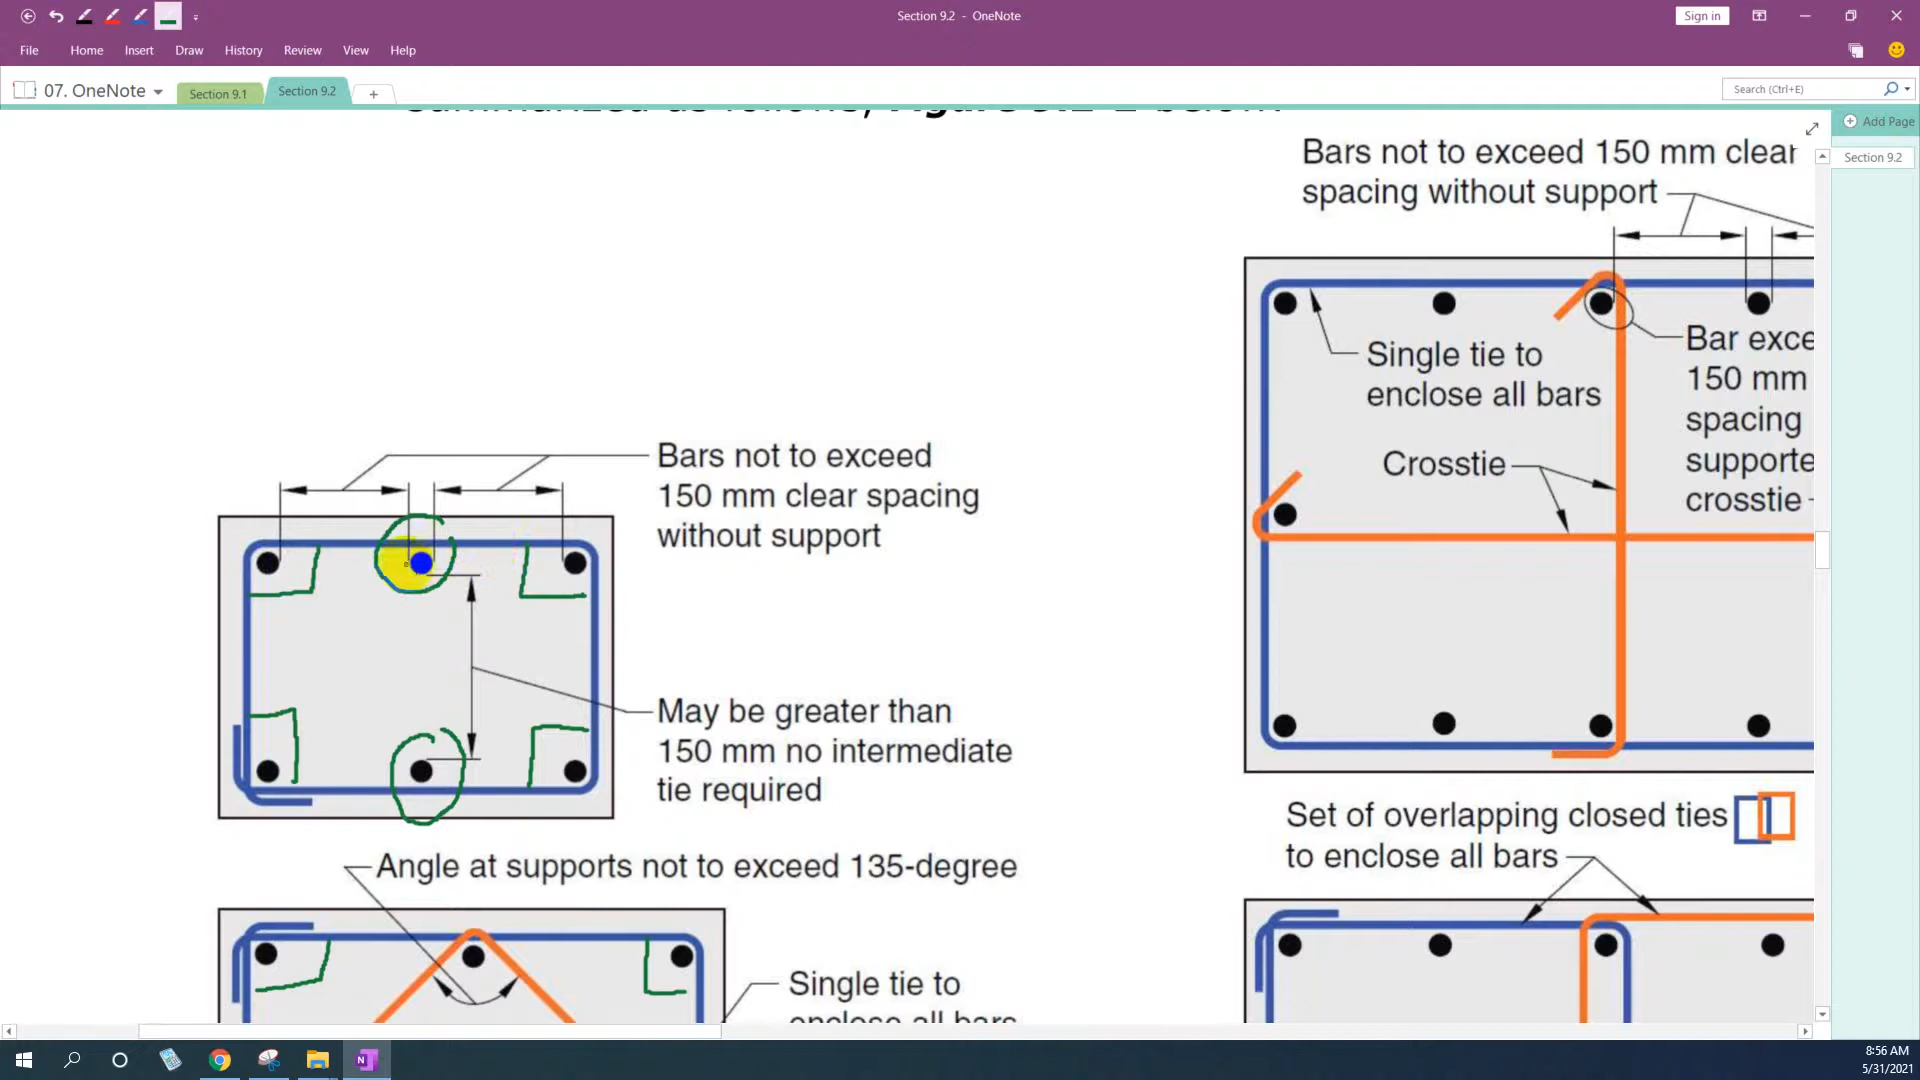 Section 9.2 - OneNote
Sign in
File Home Insert Draw History Review View Help
07. OneNote
Section 9.1
Section 9.2
Search (Ctrl+E)
Add Page
Section 9.2
below
Bars not to exceed 150 mm clear
spacing without support
Single tie to
enclose all bars
Bar exce
150 mm
spacing
supporte
crosstie
Crosstie
Bars not to exceed
150 mm clear spacing
without support
May be greater than
150 mm no intermediate
tie required
Set of overlapping closed ties
to enclose all bars
Angle at supports not to exceed 135-degree
Single tie to
enclose all bars
N
8:56 AM
5/31/2021